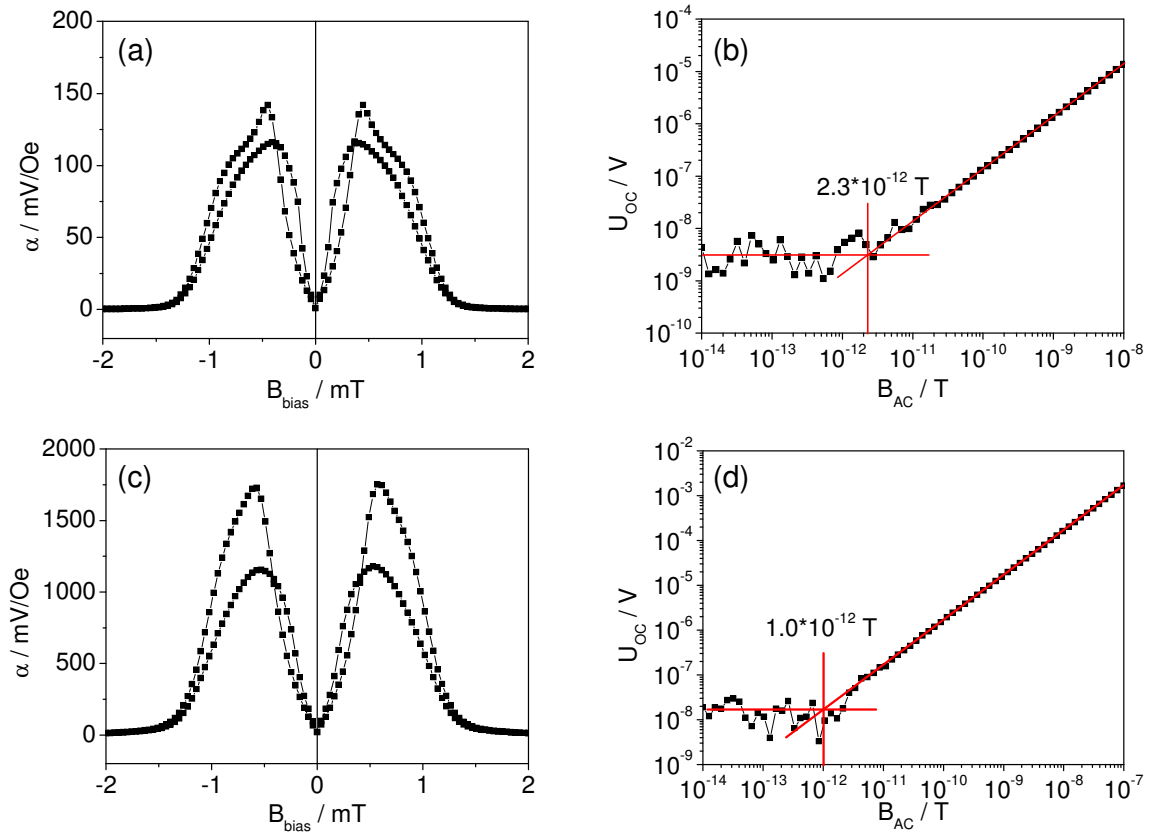 (a)
α / mV/Oe
200
150
100
50
0
-2 -1 0 1 2
B_bias / mT
(b)
U_OC / V
10^-4
10^-5
10^-6
10^-7
10^-8
10^-9
10^-10
2.3*10^-12 T
10^-14 10^-13 10^-12 10^-11 10^-10 10^-9 10^-8
B_AC / T
(c)
α / mV/Oe
2000
1500
1000
500
0
-2 -1 0 1 2
B_bias / mT
(d)
U_OC / V
10^-2
10^-3
10^-4
10^-5
10^-6
10^-7
10^-8
10^-9
1.0*10^-12 T
10^-14 10^-13 10^-12 10^-11 10^-10 10^-9 10^-8 10^-7
B_AC / T